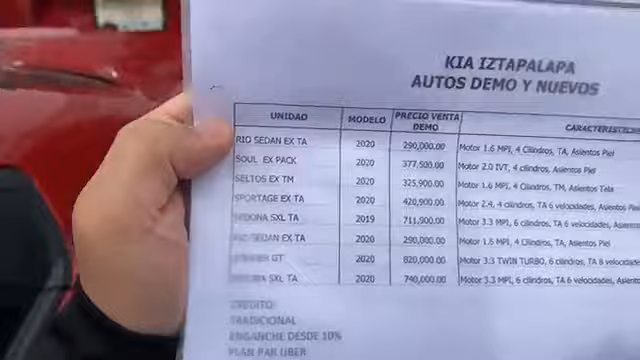 KIA IZTAPALAPA
AUTOS DEMO Y NUEVOS
UNIDAD MODELO PRECIO VENTA DEMO
RIO SEDAN EX TA 2020 290,000.00 Motor 1.6 MPI, 4 Cilindros, TA, Asientos Piel
SOUL EX PACK 2020 377,500.00 Motor 2.0 IVT, 4 cilindros, Asientos Piel
SELTOS EX TM 2020 325,900.00 Motor 1.6 MPI, 4 cilindros, TM, Asientos Tela
SPORTAGE EX TA 2020 420,900.00 Motor 2.4, 4 cilindros, TA 6 velocidades, Asientos
SEDONA SXL TA 2019 711,900.00 Motor 3.3 MPI, 6 cilindros, TA 6 velocidades,
RIO SEDAN EX TA 2020 290,000.00 Motor 1.6 MPI, 4 Cilindros, TA, Asientos Piel
GT 2020 820,000.00 Motor 3.3 TWIN TURBO, 6 cilindros, TA 8
SXL TA 2020 740,000.00 Motor 3.3 MPI, 6 cilindros, TA 6 velocidades,
CREDITO
TRADICIONAL
ENGANCHE DESDE 10%
PLAN PAR UBER